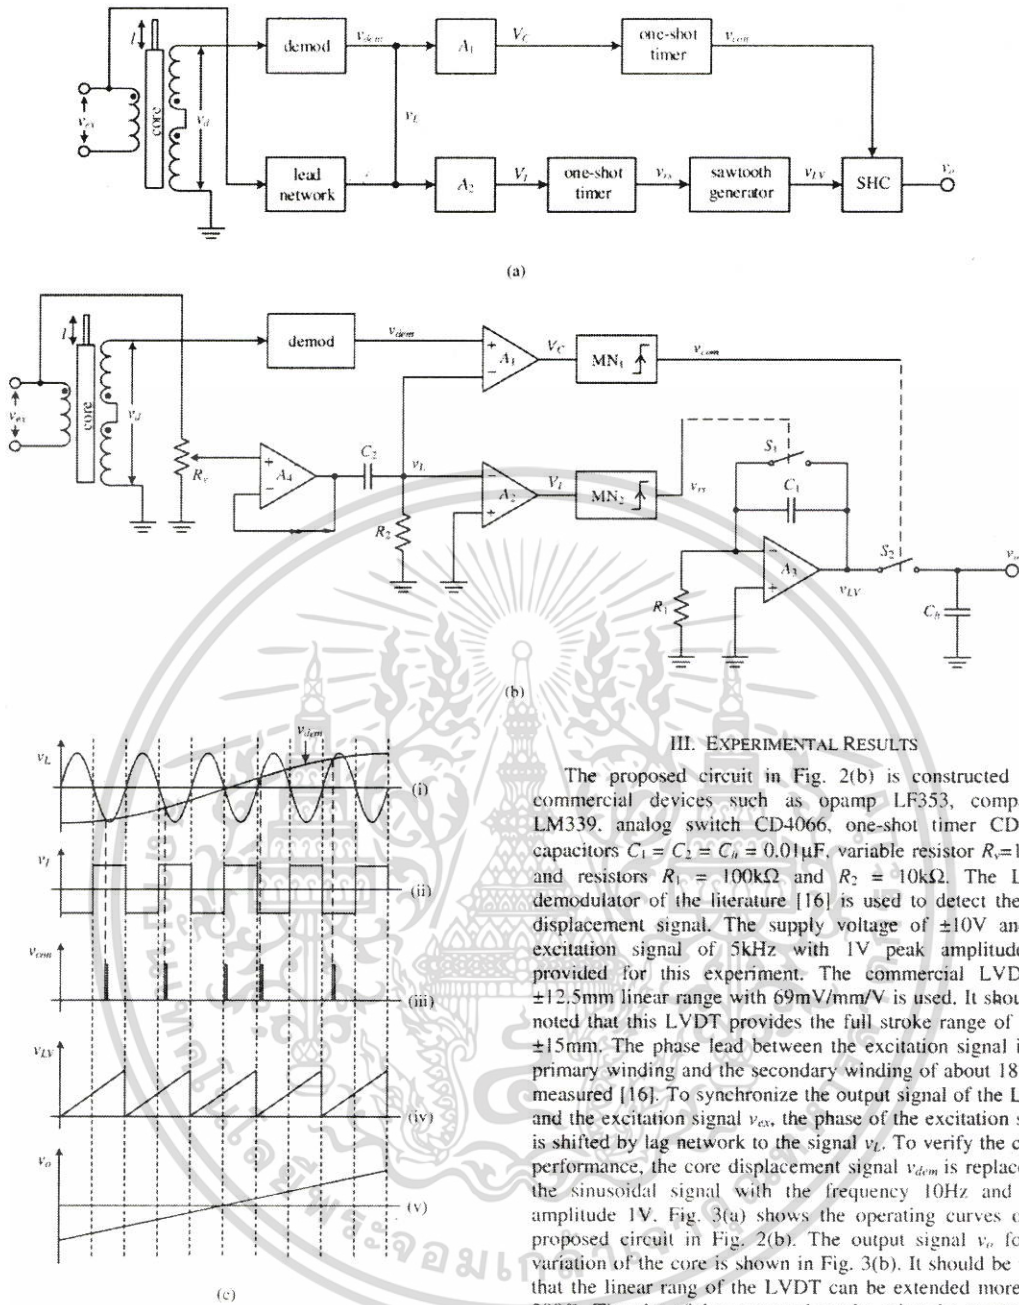 demod
v_dem
A_1
V_C
one-shot timer
v_con
l
v_ex
core
v_d
v_L
lead network
A_2
V_I
one-shot timer
v_rs
sawtooth generator
v_LV
SHC
v_o
(a)
l
demod
v_dem
A_1
V_C
MN_1
v_con
v_ex
core
v_d
R_v
A_4
C_2
v_L
R_2
A_2
V_I
MN_2
v_rs
S_1
C_1
R_1
A_3
v_LV
S_2
C_h
v_o
(b)
v_L
v_dem
(i)
v_I
(ii)
v_con
(iii)
v_LV
(iv)
v_o
(v)
(c)
III. EXPERIMENTAL RESULTS
The proposed circuit in Fig. 2(b) is constructed
commercial devices such as opamp LF353, compa
LM339, analog switch CD4066, one-shot timer CD
capacitors C_1 = C_2 = C_h = 0.01μF, variable resistor R_v=1
and resistors R_1 = 100kΩ and R_2 = 10kΩ. The L
demodulator of the literature [16] is used to detect the
displacement signal. The supply voltage of ±10V an
excitation signal of 5kHz with 1V peak amplitude
provided for this experiment. The commercial LVD
±12.5mm linear range with 69mV/mm/V is used. It shou
noted that this LVDT provides the full stroke range of
±15mm. The phase lead between the excitation signal i
primary winding and the secondary winding of about 18
measured [16]. To synchronize the output signal of the L
and the excitation signal v_ex, the phase of the excitation s
is shifted by lag network to the signal v_L. To verify the c
performance, the core displacement signal v_dem is replace
the sinusoidal signal with the frequency 10Hz and
amplitude 1V. Fig. 3(a) shows the operating curves o
proposed circuit in Fig. 2(b). The output signal v_o fo
variation of the core is shown in Fig. 3(b). It should be
that the linear rang of the LVDT can be extended more